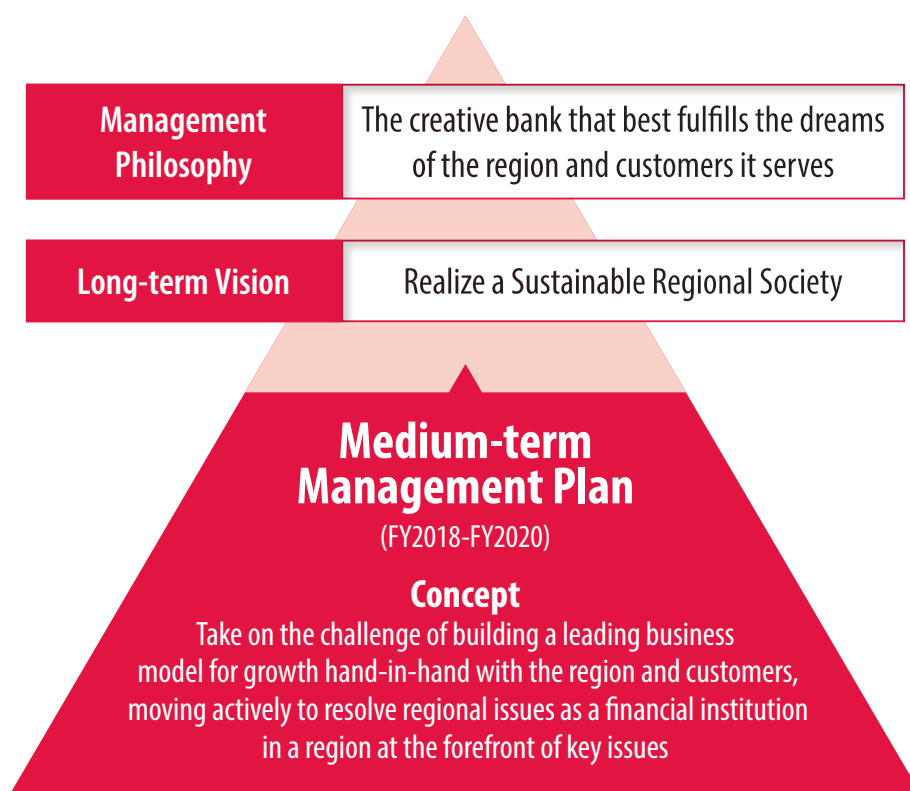 Management
Philosophy
The creative bank that best fulfills the dreams
of the region and customers it serves
Long-term Vision
Realize a Sustainable Regional Society
Medium-term
Management Plan
(FY2018-FY2020)
Concept
Take on the challenge of building a leading business
model for growth hand-in-hand with the region and customers,
moving actively to resolve regional issues as a financial institution
in a region at the forefront of key issues